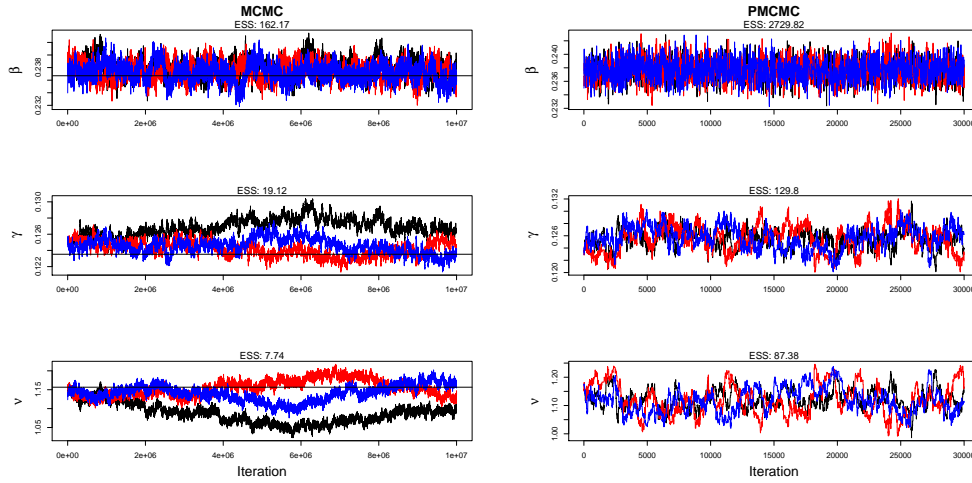 MCMC
ESS: 162.17
β
0.238
0.232
0e+00 2e+06 4e+06 6e+06 8e+06 1e+07
ESS: 19.12
γ
0.130
0.126
0.122
0e+00 2e+06 4e+06 6e+06 8e+06 1e+07
ESS: 7.74
ν
1.15
1.05
0e+00 2e+06 4e+06 6e+06 8e+06 1e+07
Iteration
PMCMC
ESS: 2729.82
β
0.240
0.236
0.232
0 5000 10000 15000 20000 25000 30000
ESS: 129.8
γ
0.132
0.126
0.120
0 5000 10000 15000 20000 25000 30000
ESS: 87.38
ν
1.20
1.10
1.00
0 5000 10000 15000 20000 25000 30000
Iteration